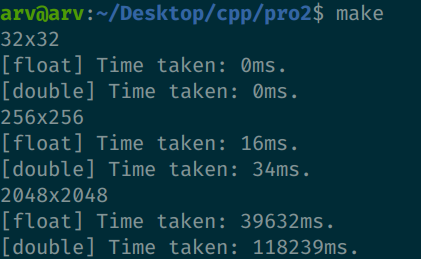 arv@arv:~/Desktop/cpp/pro2$ make
32x32
[float] Time taken: 0ms.
[double] Time taken: 0ms.
256x256
[float] Time taken: 16ms.
[double] Time taken: 34ms.
2048x2048
[float] Time taken: 39632ms.
[double] Time taken: 118239ms.